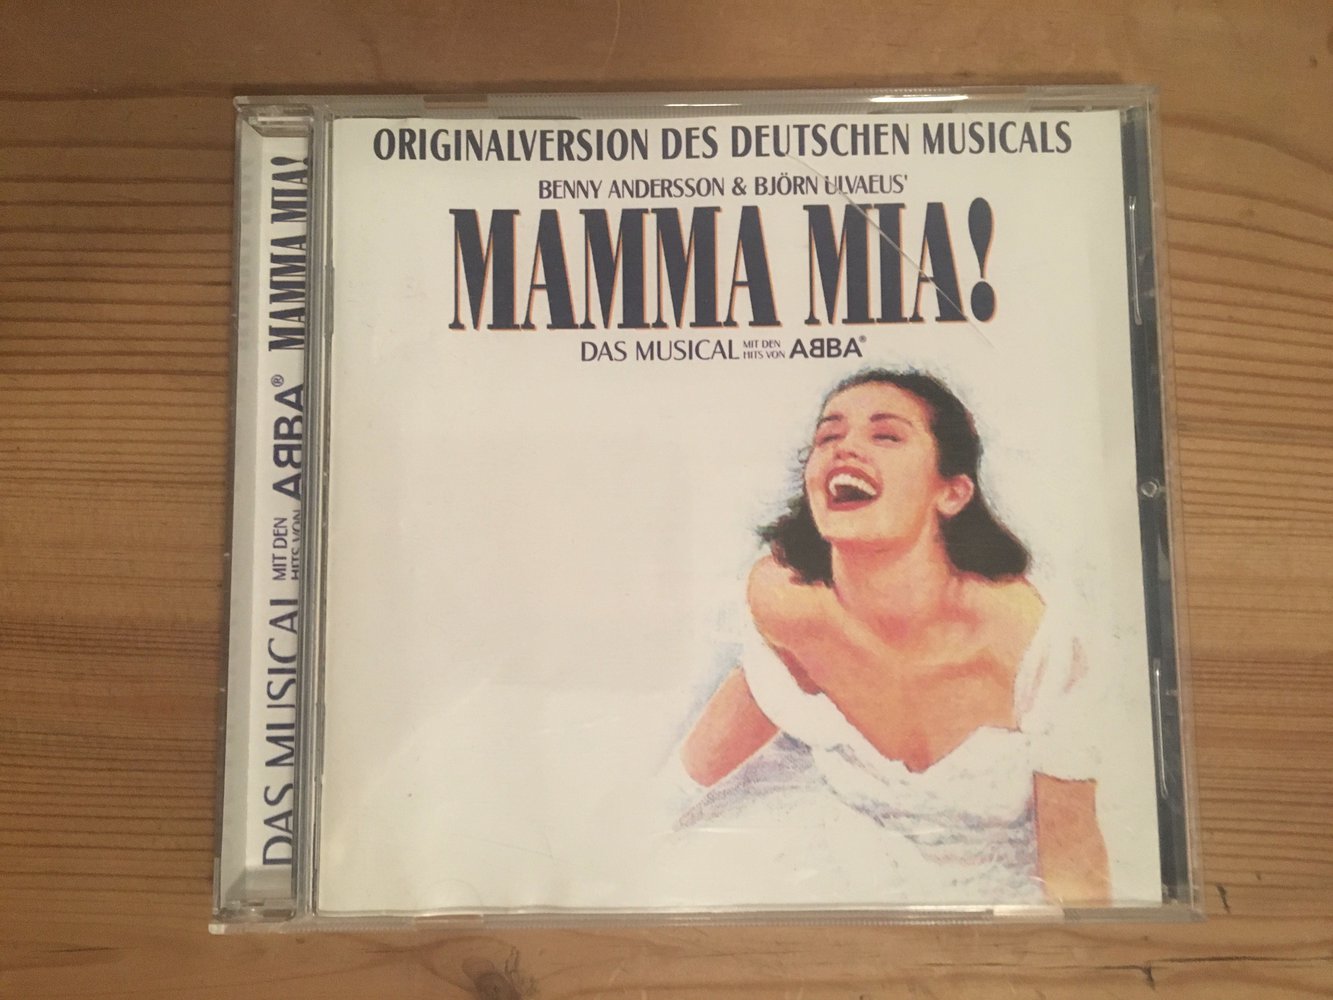 ORIGINALVERSION DES DEUTSCHEN MUSICALS
BENNY ANDERSSON & BJÖRN ULVAEUS'
MAMMA MIA!
DAS MUSICAL MIT DEN HITS VON ABBA®
DAS MUSICAL MIT DEN HITS VON ABBA® MAMMA MIA!